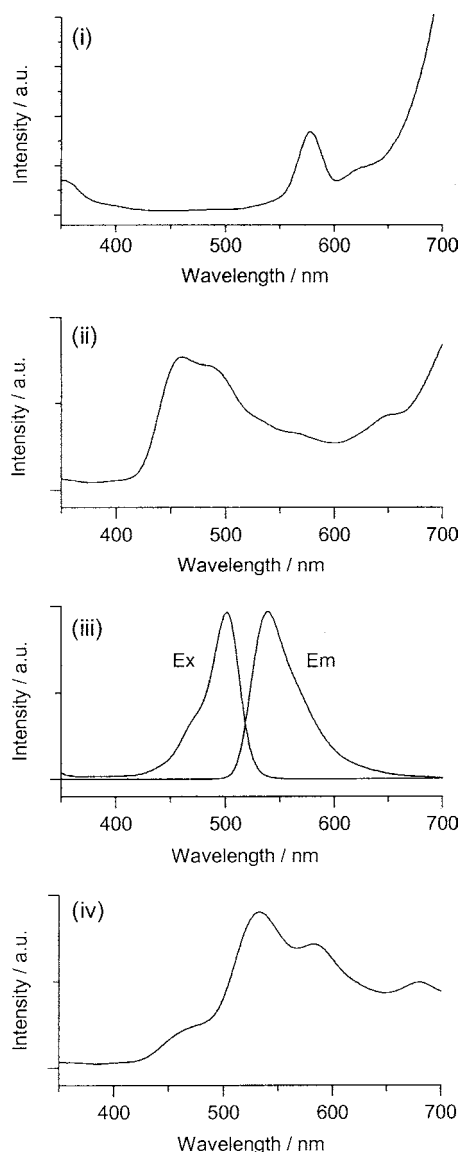 (i)
Intensity / a.u.
400 500 600 700
Wavelength / nm
(ii)
Intensity / a.u.
400 500 600 700
Wavelength / nm
(iii)
Ex Em
Intensity / a.u.
400 500 600 700
Wavelength / nm
(iv)
Intensity / a.u.
400 500 600 700
Wavelength / nm